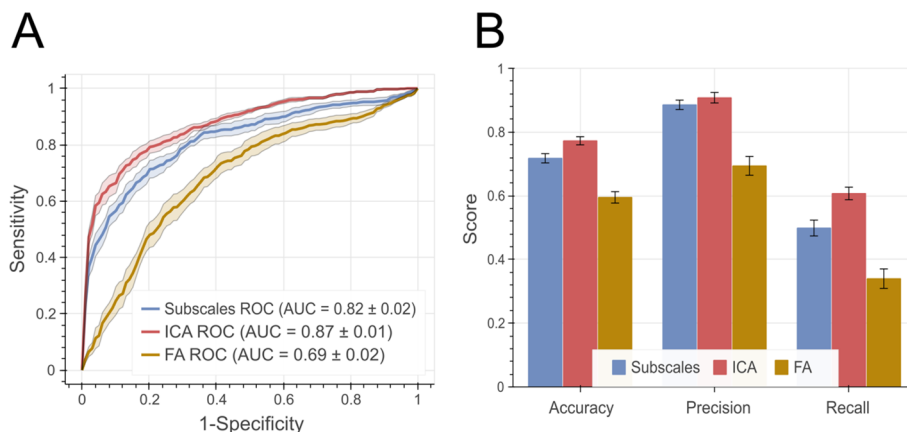 A
Sensitivity
1
0.8
0.6
0.4
0.2
0
0
0.2
0.4
0.6
0.8
1
1-Specificity
Subscales ROC (AUC = 0.82 ± 0.02)
ICA ROC (AUC = 0.87 ± 0.01)
FA ROC (AUC = 0.69 ± 0.02)
B
Score
1
0.8
0.6
0.4
0.2
0
Subscales
ICA
FA
Accuracy
Precision
Recall